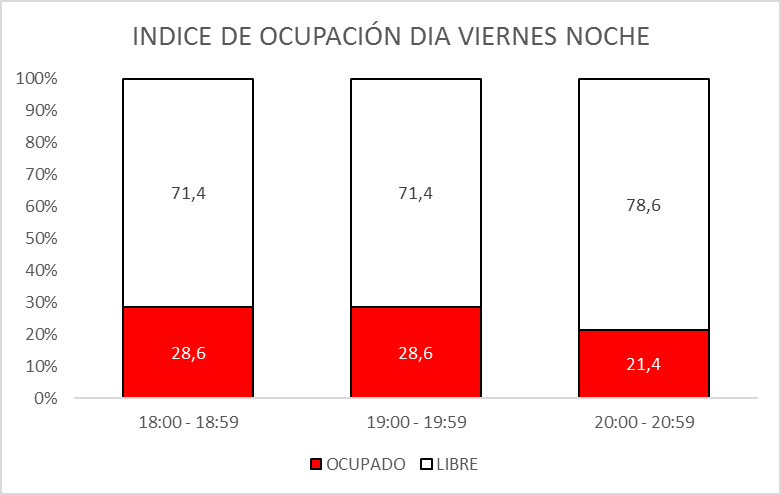 INDICE DE OCUPACIÓN DIA VIERNES NOCHE
100%
90%
80%
70%
60%
50%
40%
30%
20%
10%
0%
71,4 71,4 78,6
28,6 28,6 21,4
18:00 - 18:59 19:00 - 19:59 20:00 - 20:59
OCUPADO LIBRE